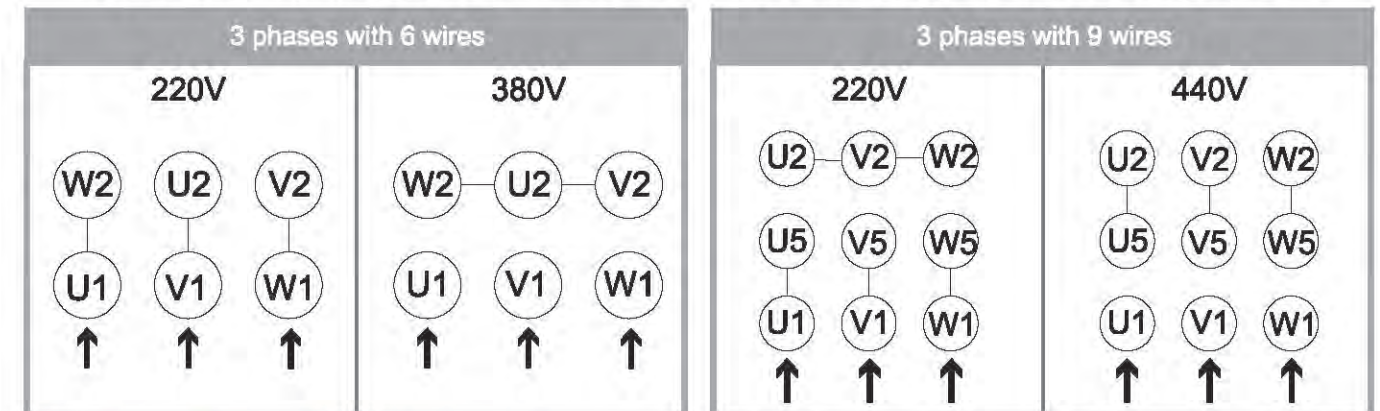 3 phases with 6 wires
220V
380V
W2 U2 V2
U1 V1 W1
W2 U2 V2
U1 V1 W1
3 phases with 9 wires
220V
440V
U2 V2 W2
U5 V5 W5
U1 V1 W1
U2 V2 W2
U5 V5 W5
U1 V1 W1